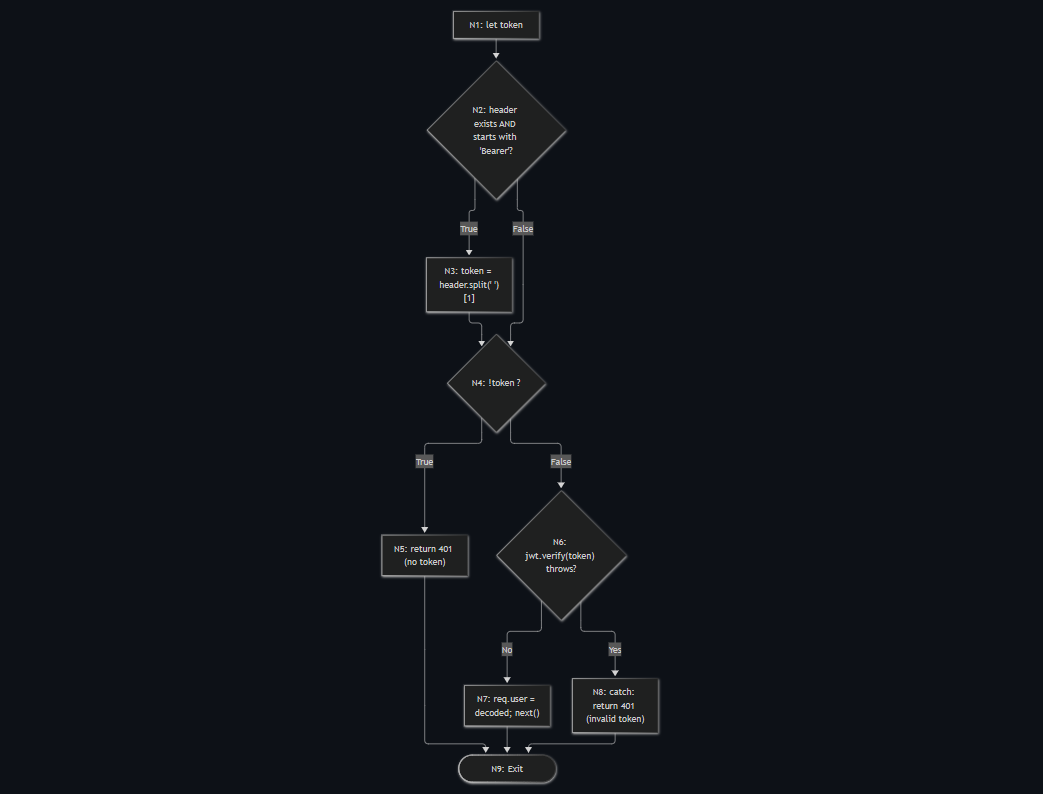 N1: let token
N2: header
exists AND
starts with
'Bearer'?
True
False
N3: token =
header.split(' ')
[1]
N4: !token ?
True
False
N5: return 401
(no token)
N6:
jwt.verify(token)
throws?
No
Yes
N7: req.user =
decoded; next()
N8: catch:
return 401
(invalid token)
N9: Exit